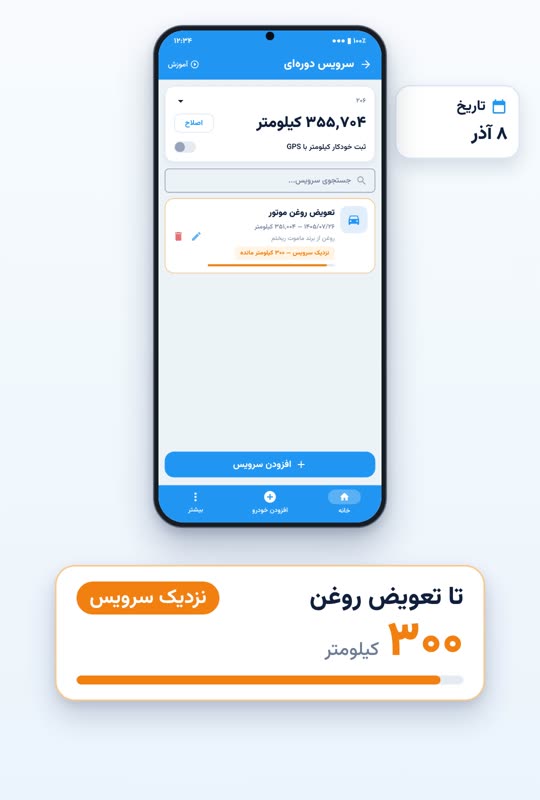 ۱۲:۳۴
۱۰۰٪
سرویس دوره‌ای
آموزش
۲۰۶
۳۵۵,۷۰۴ کیلومتر
اصلاح
ثبت خودکار کیلومتر با GPS
جستجوی سرویس...
تعویض روغن موتور
۱۴۰۵/۰۷/۲۶ — ۳۵۱,۰۰۴ کیلومتر
روغن از برند ماموت ریختم
نزدیک سرویس — ۳۰۰ کیلومتر مانده
+ افزودن سرویس
خانه
افزودن خودرو
بیشتر
تاریخ
۸ آذر
تا تعویض روغن
نزدیک سرویس
۳۰۰ کیلومتر